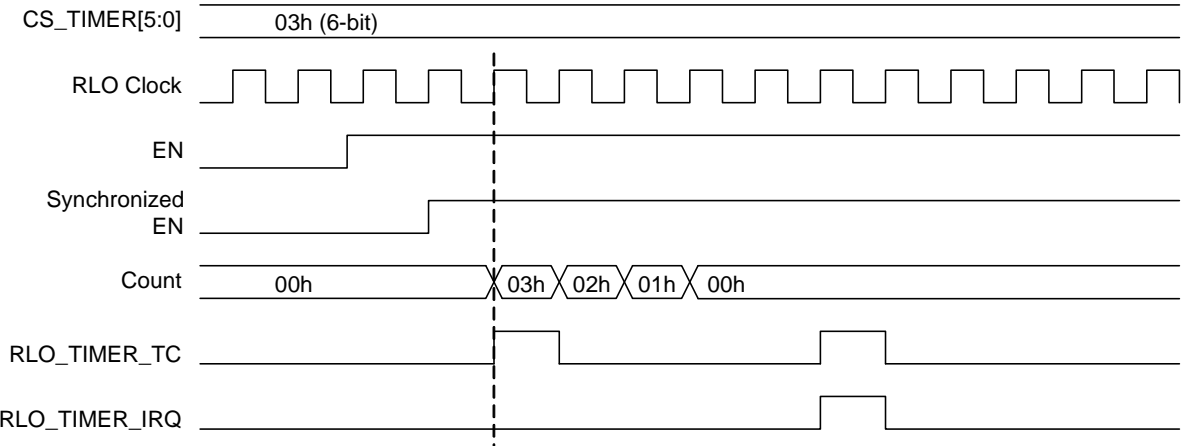 CS_TIMER[5:0]
03h (6-bit)
RLO Clock
EN
Synchronized
EN
Count
00h
03h
02h
01h
00h
RLO_TIMER_TC
RLO_TIMER_IRQ